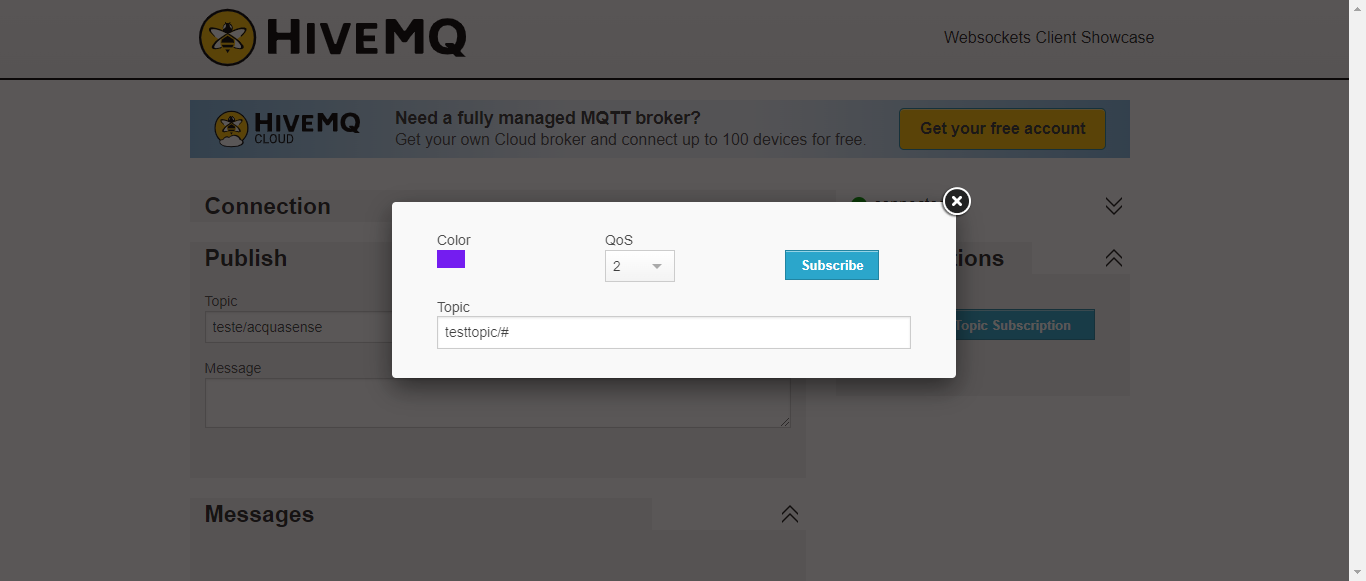 HIVEMQ
Websockets Client Showcase
HIVEMQ
CLOUD
Need a fully managed MQTT broker?
Get your own Cloud broker and connect up to 100 devices for free.
Get your free account
Connection
Publish
Topic
teste/acquasense
Message
Color
QoS
2
Subscribe
Topic
testtopic/#
Topic Subscription
Messages